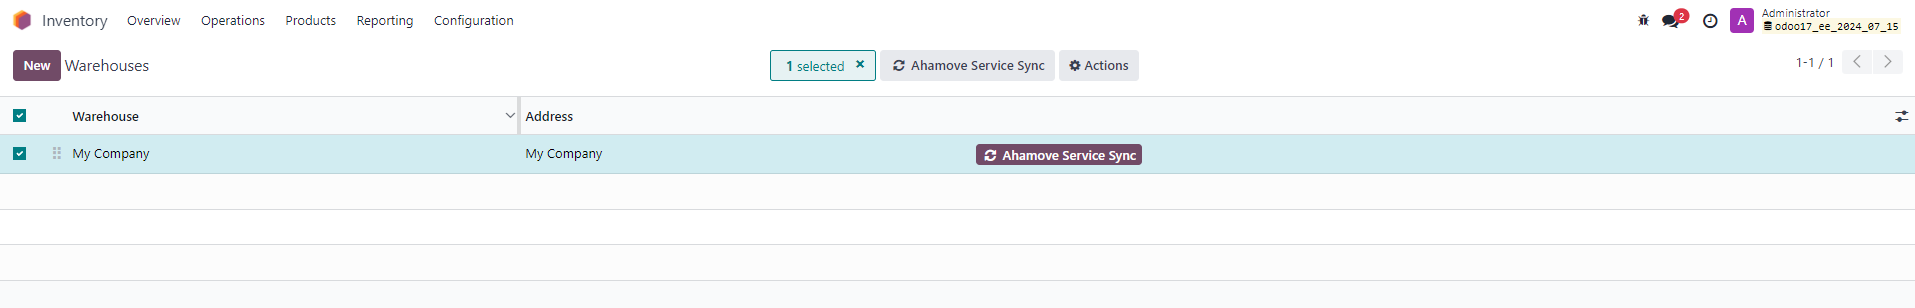 Inventory Overview Operations Products Reporting Configuration 2 A Administrator
odoo17_ee_2024_07_15
New Warehouses 1 selected × Ahamove Service Sync Actions 1-1 / 1
Warehouse Address
My Company My Company Ahamove Service Sync